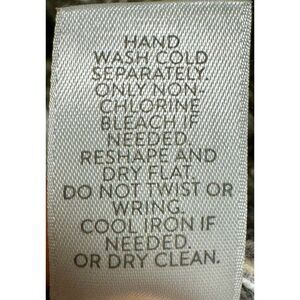 HAND
WASH COLD
SEPARATELY.
ONLY NON-
CHLORINE
BLEACH IF
NEEDED.
RESHAPE AND
DRY FLAT.
DO NOT TWIST OR
WRING.
COOL IRON IF
NEEDED.
OR DRY CLEAN.